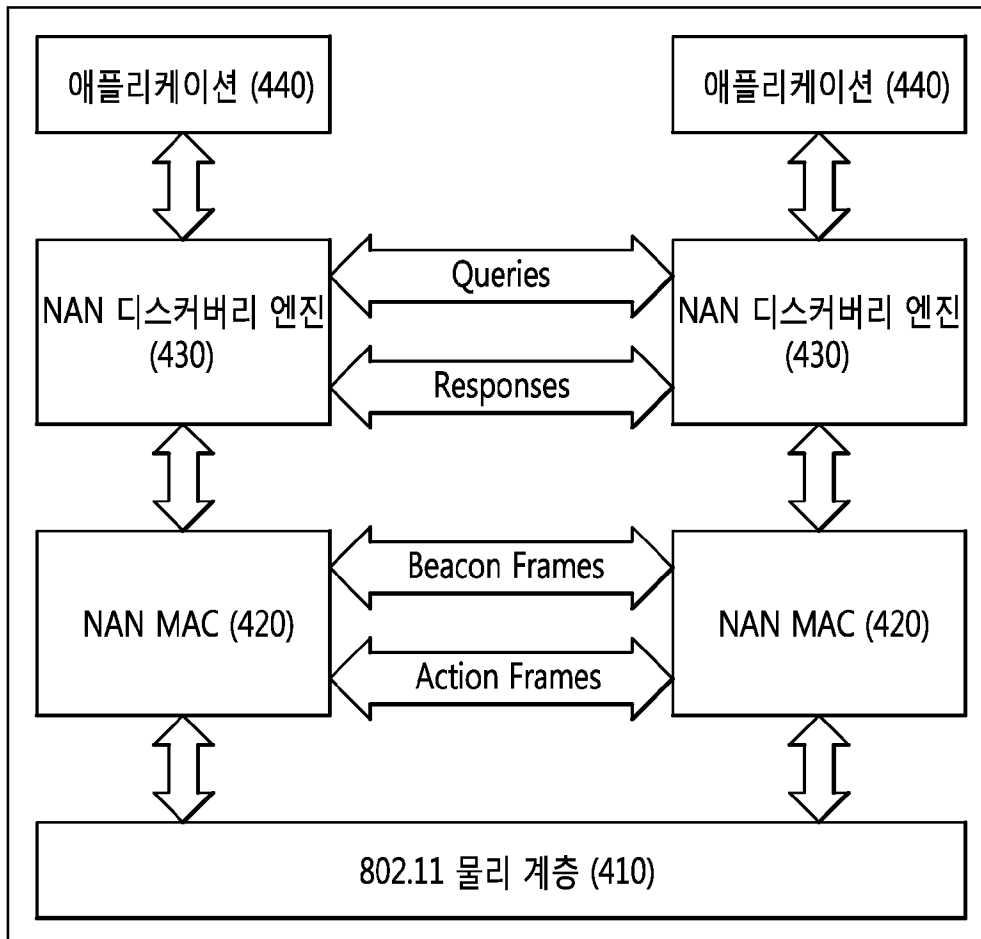 애플리케이션 (440)
애플리케이션 (440)
NAN 디스커버리 엔진
(430)
Queries
Responses
NAN 디스커버리 엔진
(430)
NAN MAC (420)
Beacon Frames
Action Frames
NAN MAC (420)
802.11 물리 계층 (410)